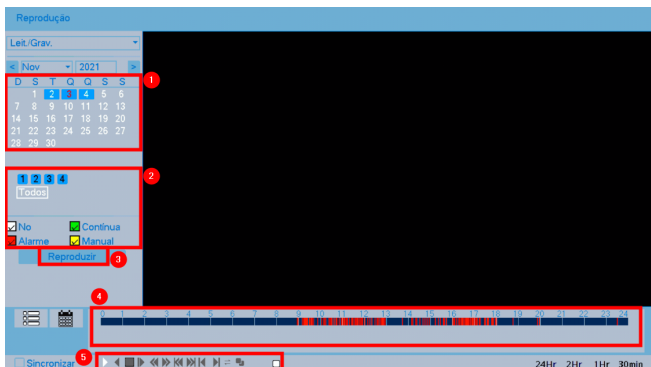 Reprodução
Leit./Grav.
< Nov 2021 >
D S T Q Q S S
1 2 3 4 5 6
7 8 9 10 11 12 13
14 15 16 17 18 19 20
21 22 23 24 25 26 27
28 29 30
1
1 2 3 4
Todos
2
No Contínua
Alarme Manual
Reproduzir
3
4
0 1 2 3 4 5 6 7 8 9 10 11 12 13 14 15 16 17 18 19 20 21 22 23 24
Sincronizar
5
24Hr 2Hr 1Hr 30min